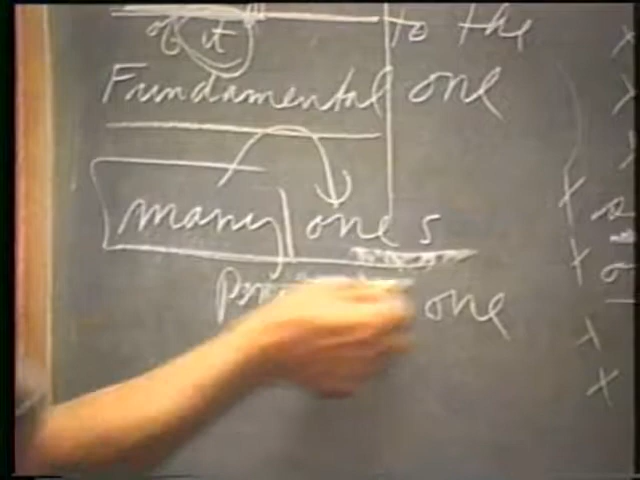 of it to the
Fundamental one
many ones
one